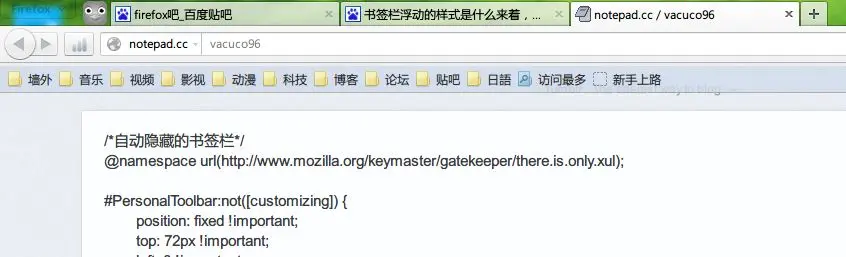 Firefox
firefox吧_百度贴吧
书签栏浮动的样式是什么来着，...
notepad.cc / vacuco96
notepad.cc
vacuco96
墙外 音乐 视频 影视 动漫 科技 博客 论坛 贴吧 日語 访问最多 新手上路
/*自动隐藏的书签栏*/
@namespace url(http://www.mozilla.org/keymaster/gatekeeper/there.is.only.xul);
#PersonalToolbar:not([customizing]) {
position: fixed !important;
top: 72px !important;